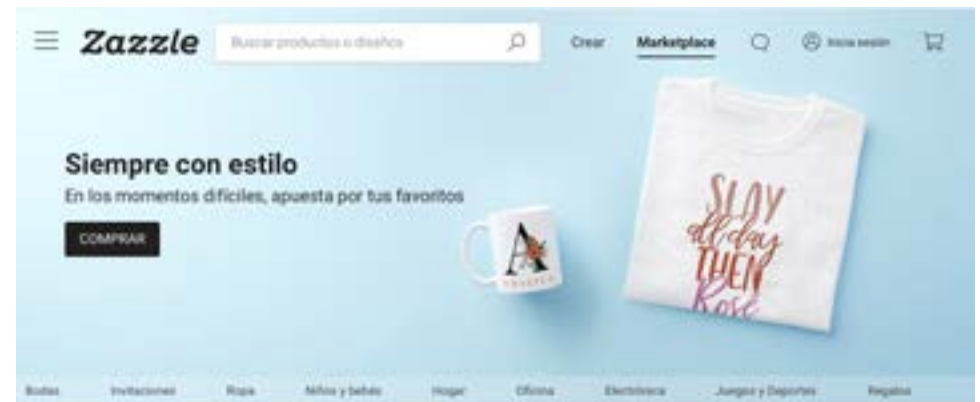 Zazzle Buscar productos o diseños Crear Marketplace Inicia sesión
Siempre con estilo
En los momentos difíciles, apuesta por tus favoritos
COMPRAR
SLAY
all day
THEN
Rosé
A
Bodas Invitaciones Ropa Niños y bebés Hogar Oficina Electrónica Juegos y Deportes Regalos